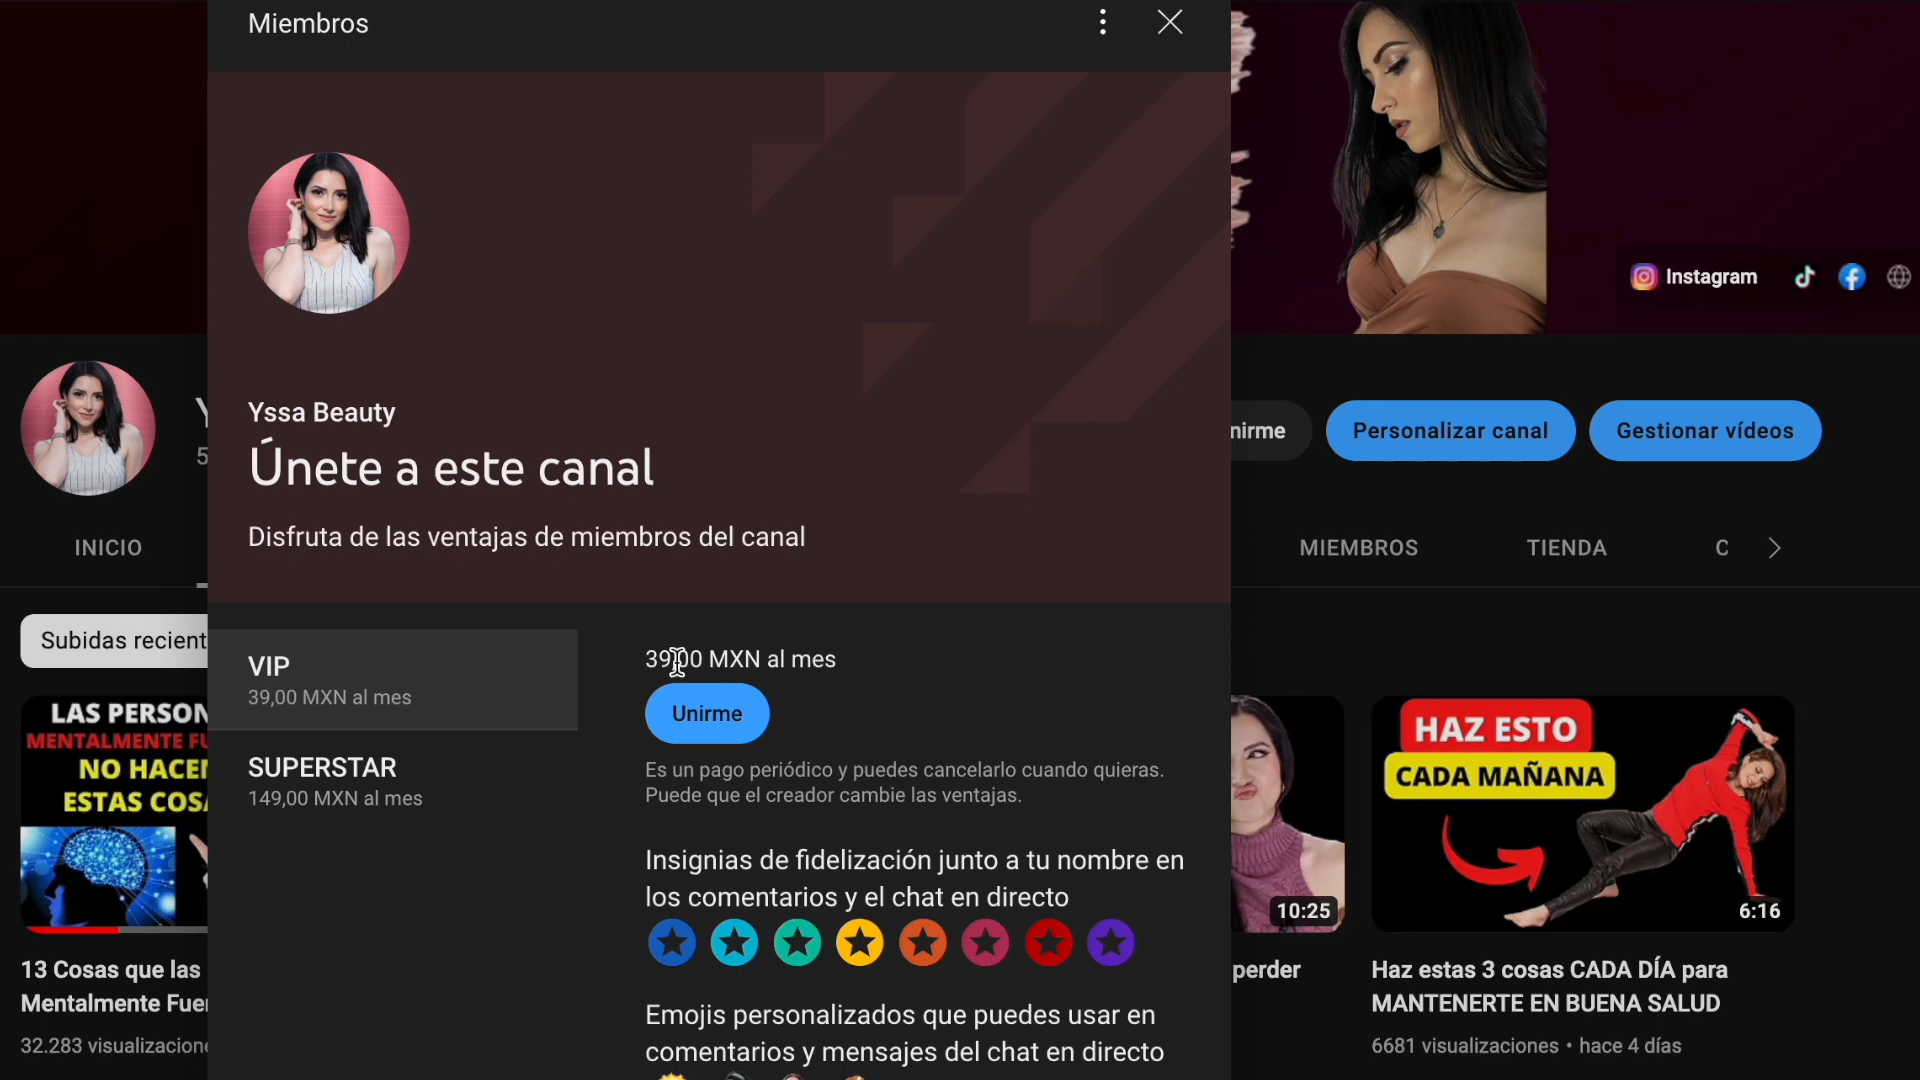 Miembros
Yssa Beauty
Únete a este canal
Disfruta de las ventajas de miembros del canal
VIP
39,00 MXN al mes
SUPERSTAR
149,00 MXN al mes
39,00 MXN al mes
Unirme
Es un pago periódico y puedes cancelarlo cuando quieras.
Puede que el creador cambie las ventajas.
Insignias de fidelización junto a tu nombre en
los comentarios y el chat en directo
Emojis personalizados que puedes usar en
comentarios y mensajes del chat en directo
Instagram
nirme
Personalizar canal
Gestionar vídeos
INICIO
MIEMBROS
TIENDA
C
Subidas recient
LAS PERSON
MENTALMENTE FU
NO HACEN
ESTAS COSA
13 Cosas que las
Mentalmente Fuer
32.283 visualizacione
10:25
perder
HAZ ESTO
CADA MAÑANA
6:16
Haz estas 3 cosas CADA DÍA para
MANTENERTE EN BUENA SALUD
6681 visualizaciones • hace 4 días